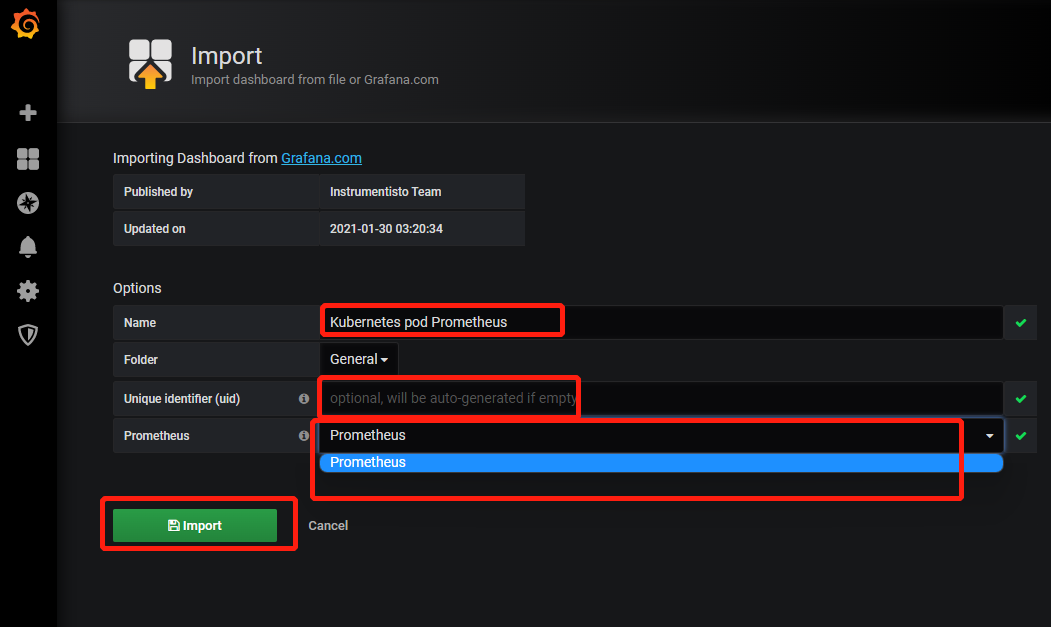 Import
Import dashboard from file or Grafana.com
Importing Dashboard from Grafana.com
Published by Instrumentisto Team
Updated on 2021-01-30 03:20:34
Options
Name Kubernetes pod Prometheus
Folder General
Unique identifier (uid) optional, will be auto-generated if empty
Prometheus Prometheus
Prometheus
Import Cancel